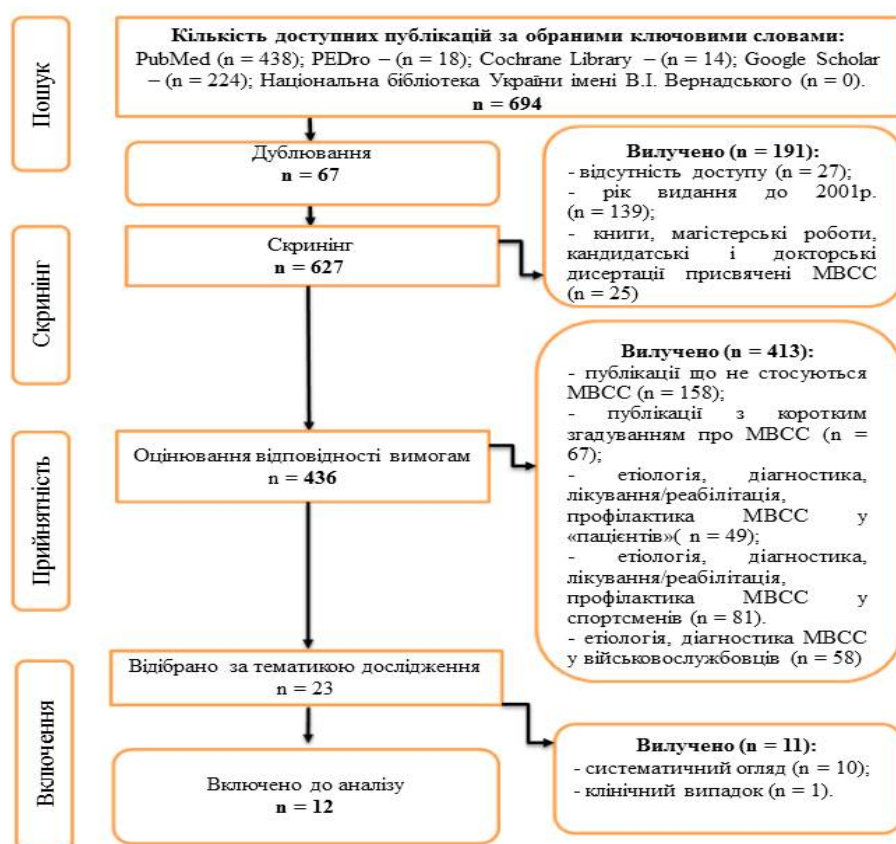 Пошук
Кількість доступних публікацій за обраними ключовими словами:
PubMed (n = 438); PEDro – (n = 18); Cochrane Library – (n = 14); Google Scholar
– (n = 224); Національна бібліотека України імені В.І. Вернадського (n = 0).
n = 694
Дублювання
n = 67
Вилучено (n = 191):
- відсутність доступу (n = 27);
- рік видання до 2001р.
(n = 139);
- книги, магістерські роботи,
кандидатські і докторські
дисертації присвячені МВСС
(n = 25)
Скринінг
Скрининг
n = 627
Вилучено (n = 413):
- публікації що не стосуються
МВСС (n = 158);
- публікації з коротким
згадуванням про МВСС (n =
67);
- етіологія, діагностика,
лікування/реабілітація,
профілактика МВСС у
«пацієнтів»( n = 49);
- етіологія, діагностика,
лікування/реабілітація,
профілактика МВСС у
спортсменів (n = 81).
- етіологія, діагностика МВСС
у військовослужбовців (n = 58)
Прийнятність
Оцінювання відповідності вимогам
n = 436
Включення
Відібрано за тематикою дослідження
n = 23
Вилучено (n = 11):
- систематичний огляд (n = 10);
- клінічний випадок (n = 1).
Включено до аналізу
n = 12